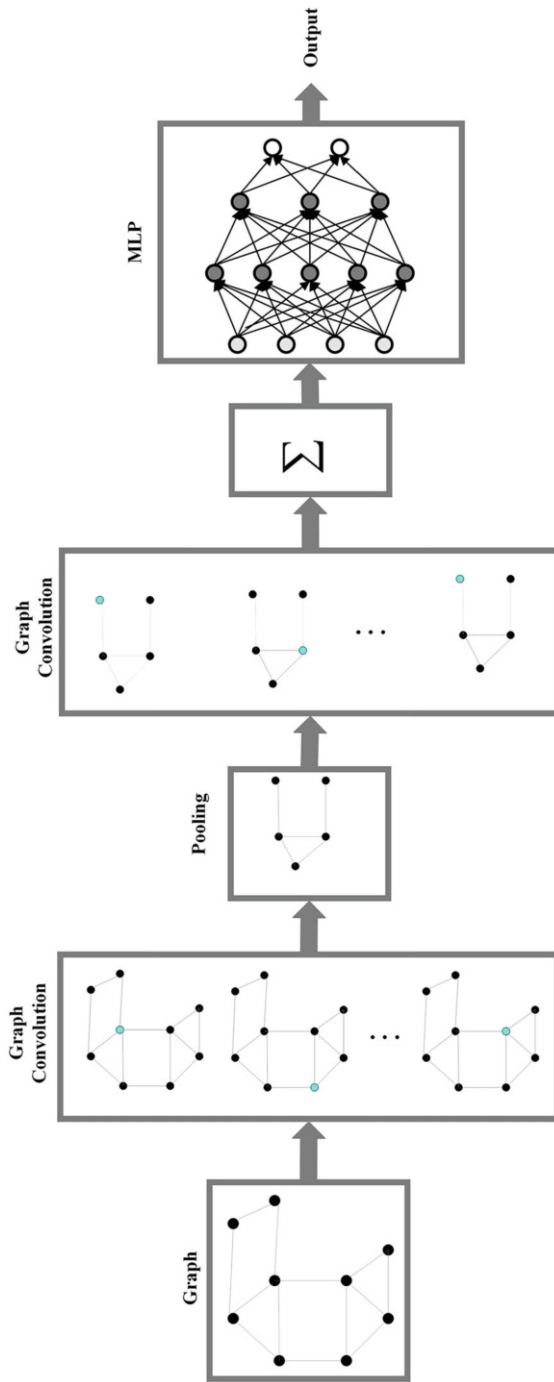 Graph
Graph
Convolution
. . .
Pooling
Graph
Convolution
. . .
Σ
MLP
Output